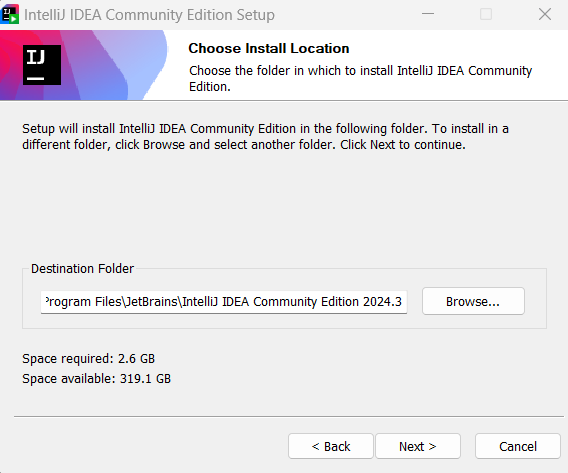 IntelliJ IDEA Community Edition Setup
IJ
Choose Install Location
Choose the folder in which to install IntelliJ IDEA Community
Edition.
Setup will install IntelliJ IDEA Community Edition in the following folder. To install in a
different folder, click Browse and select another folder. Click Next to continue.
Destination Folder
Program Files\JetBrains\IntelliJ IDEA Community Edition 2024.3
Browse...
Space required: 2.6 GB
Space available: 319.1 GB
< Back
Next >
Cancel